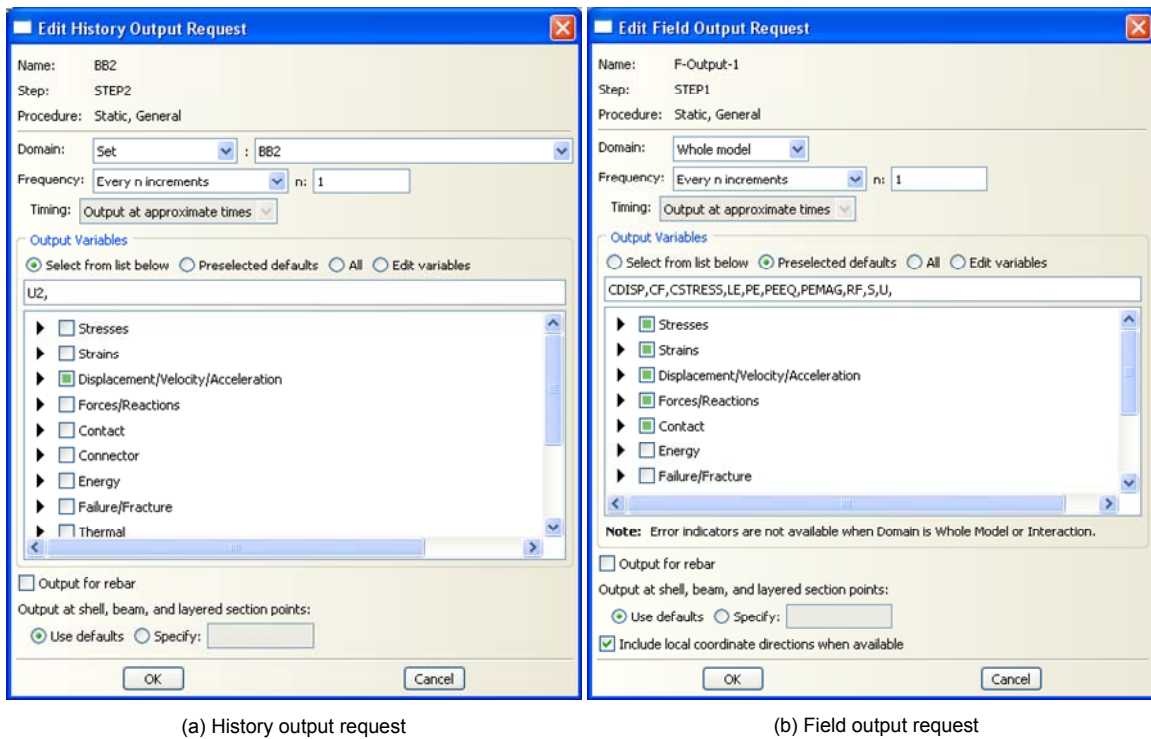 Edit History Output Request
Name: BB2
Step: STEP2
Procedure: Static, General
Domain: Set : BB2
Frequency: Every n increments n: 1
Timing: Output at approximate times
Output Variables
Select from list below Preselected defaults All Edit variables
U2,
Stresses
Strains
Displacement/Velocity/Acceleration
Forces/Reactions
Contact
Connector
Energy
Failure/Fracture
Thermal
Output for rebar
Output at shell, beam, and layered section points:
Use defaults Specify:
OK Cancel
(a) History output request
Edit Field Output Request
Name: F-Output-1
Step: STEP1
Procedure: Static, General
Domain: Whole model
Frequency: Every n increments n: 1
Timing: Output at approximate times
Output Variables
Select from list below Preselected defaults All Edit variables
CDISP,CF,CSTRESS,LE,PE,PEEQ,PEMAG,RF,S,U,
Stresses
Strains
Displacement/Velocity/Acceleration
Forces/Reactions
Contact
Energy
Failure/Fracture
Note: Error indicators are not available when Domain is Whole Model or Interaction.
Output for rebar
Output at shell, beam, and layered section points:
Use defaults Specify:
Include local coordinate directions when available
OK Cancel
(b) Field output request